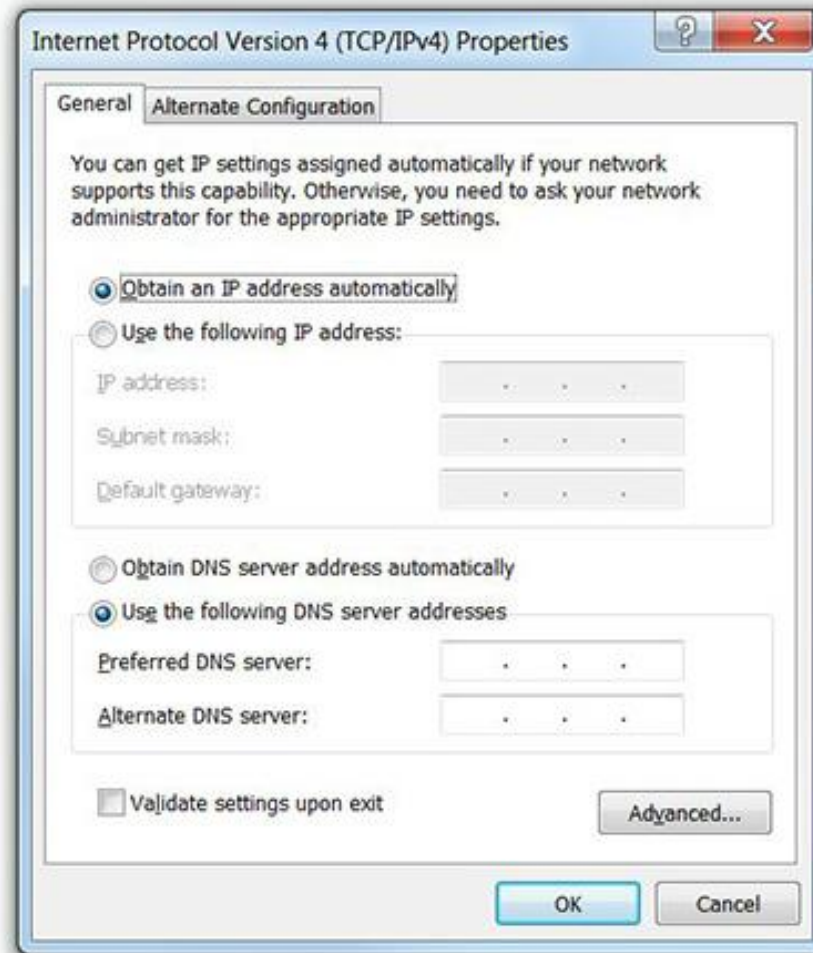 Internet Protocol Version 4 (TCP/IPv4) Properties
General
Alternate Configuration
You can get IP settings assigned automatically if your network
supports this capability. Otherwise, you need to ask your network
administrator for the appropriate IP settings.
Obtain an IP address automatically
Use the following IP address:
IP address:
Subnet mask:
Default gateway:
Obtain DNS server address automatically
Use the following DNS server addresses
Preferred DNS server:
Alternate DNS server:
Validate settings upon exit
Advanced...
OK
Cancel